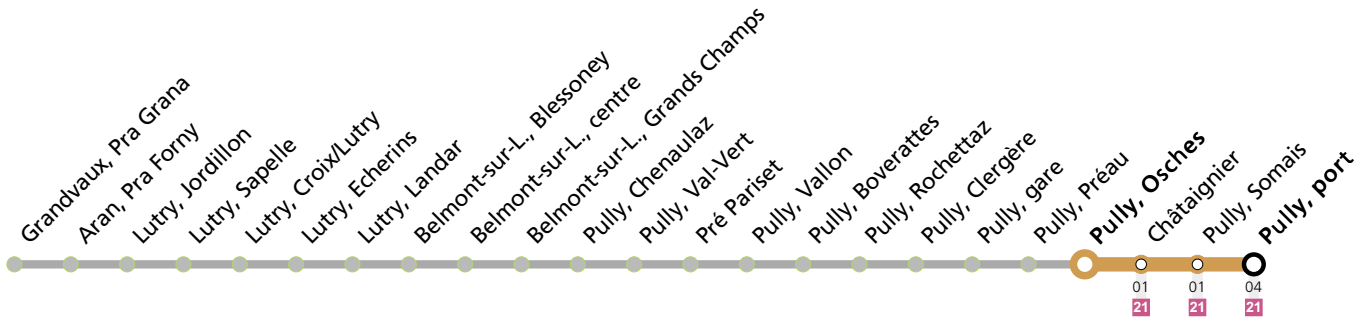 Grandvaux, Pra Grana
Aran, Pra Forny
Lutry, Jordillon
Lutry, Sapelle
Lutry, Croix/Lutry
Lutry, Echerins
Lutry, Landar
Belmont-sur-L., Blessoney
Belmont-sur-L., centre
Belmont-sur-L., Grands Champs
Pully, Chenaulaz
Pully, Val-Vert
Pré Pariset
Pully, Vallon
Pully, Boverattes
Pully, Rochettaz
Pully, Clergère
Pully, gare
Pully, Préau
Pully, Osches
Châtaignier
Pully, Somais
Pully, port
01 01 04
21 21 21